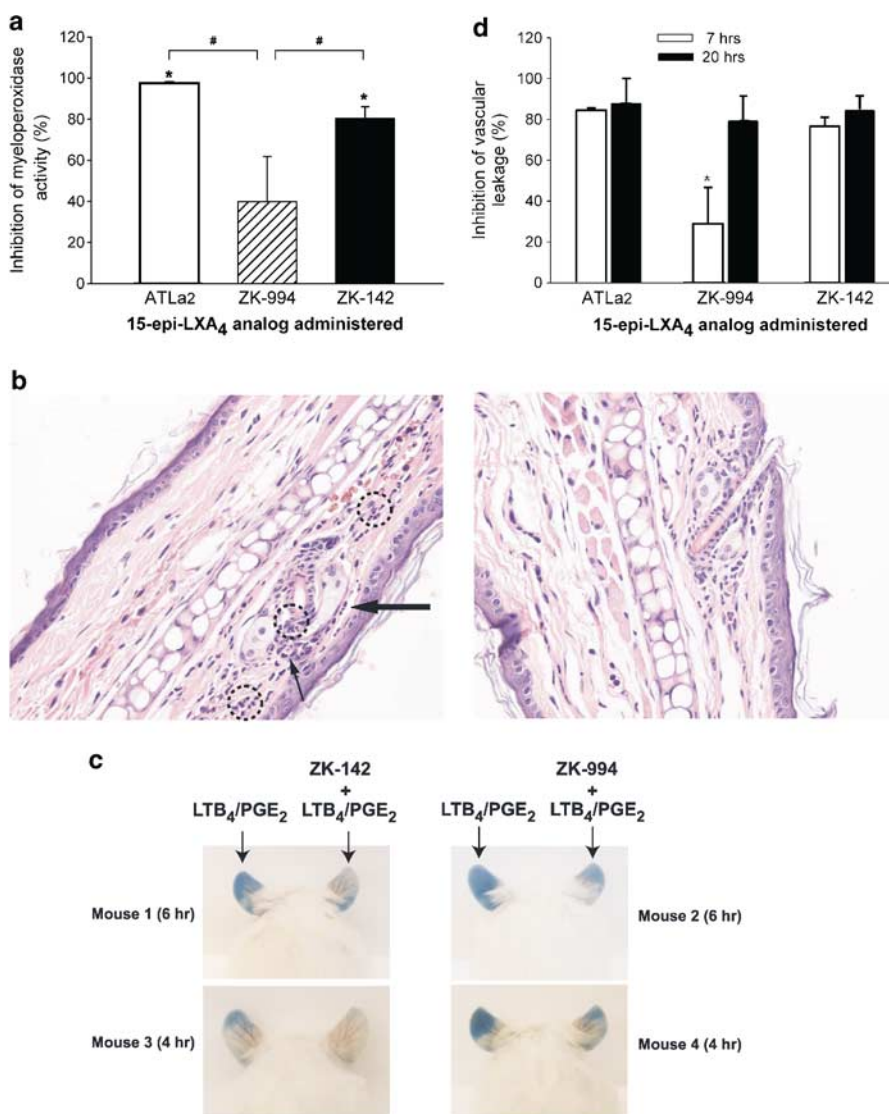 a
# #
120
100
80
60
40
20
0
* *
Inhibition of myeloperoxidase
activity (%)
ATLa2 ZK-994 ZK-142
15-epi-LXA₄ analog administered
d
7 hrs
20 hrs
120
100
80
60
40
20
0
*
Inhibition of vascular
leakage (%)
ATLa2 ZK-994 ZK-142
15-epi-LXA₄ analog administered
b
c
ZK-142
+
LTB₄/PGE₂ LTB₄/PGE₂
ZK-994
+
LTB₄/PGE₂ LTB₄/PGE₂
Mouse 1 (6 hr)
Mouse 2 (6 hr)
Mouse 3 (4 hr)
Mouse 4 (4 hr)